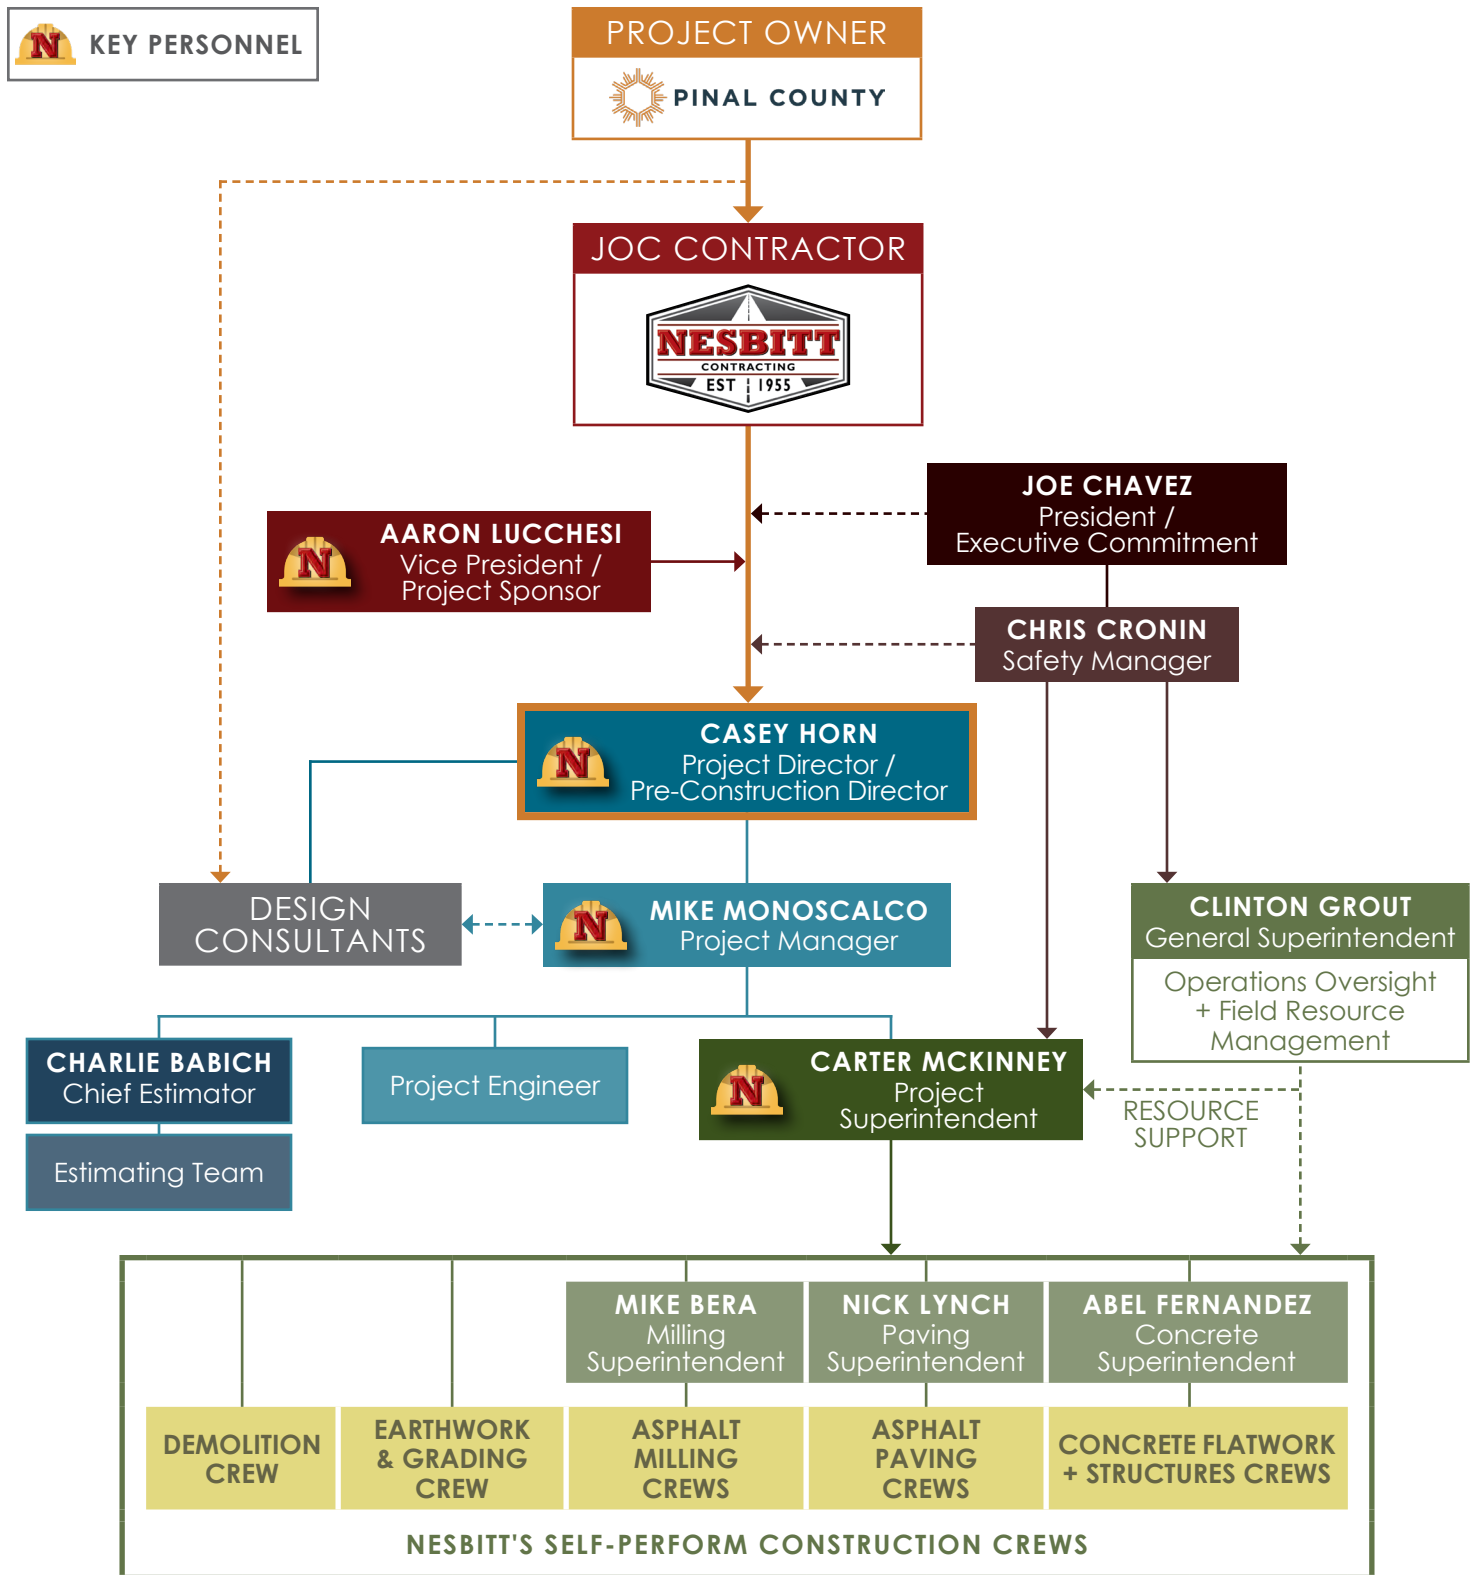 N KEY PERSONNEL
PROJECT OWNER
PINAL COUNTY
JOC CONTRACTOR
NESBITT
CONTRACTING
EST 1955
JOE CHAVEZ
President /
Executive Commitment
N
AARON LUCCHESI
Vice President /
Project Sponsor
CHRIS CRONIN
Safety Manager
N
CASEY HORN
Project Director /
Pre-Construction Director
DESIGN
CONSULTANTS
N
MIKE MONOSCALCO
Project Manager
CLINTON GROUT
General Superintendent
Operations Oversight
+ Field Resource
Management
CHARLIE BABICH
Chief Estimator
Estimating Team
Project Engineer
N
CARTER MCKINNEY
Project
Superintendent
RESOURCE
SUPPORT
MIKE BERA
Milling
Superintendent
NICK LYNCH
Paving
Superintendent
ABEL FERNANDEZ
Concrete
Superintendent
DEMOLITION
CREW
EARTHWORK
& GRADING
CREW
ASPHALT
MILLING
CREWS
ASPHALT
PAVING
CREWS
CONCRETE FLATWORK
+ STRUCTURES CREWS
NESBITT'S SELF-PERFORM CONSTRUCTION CREWS